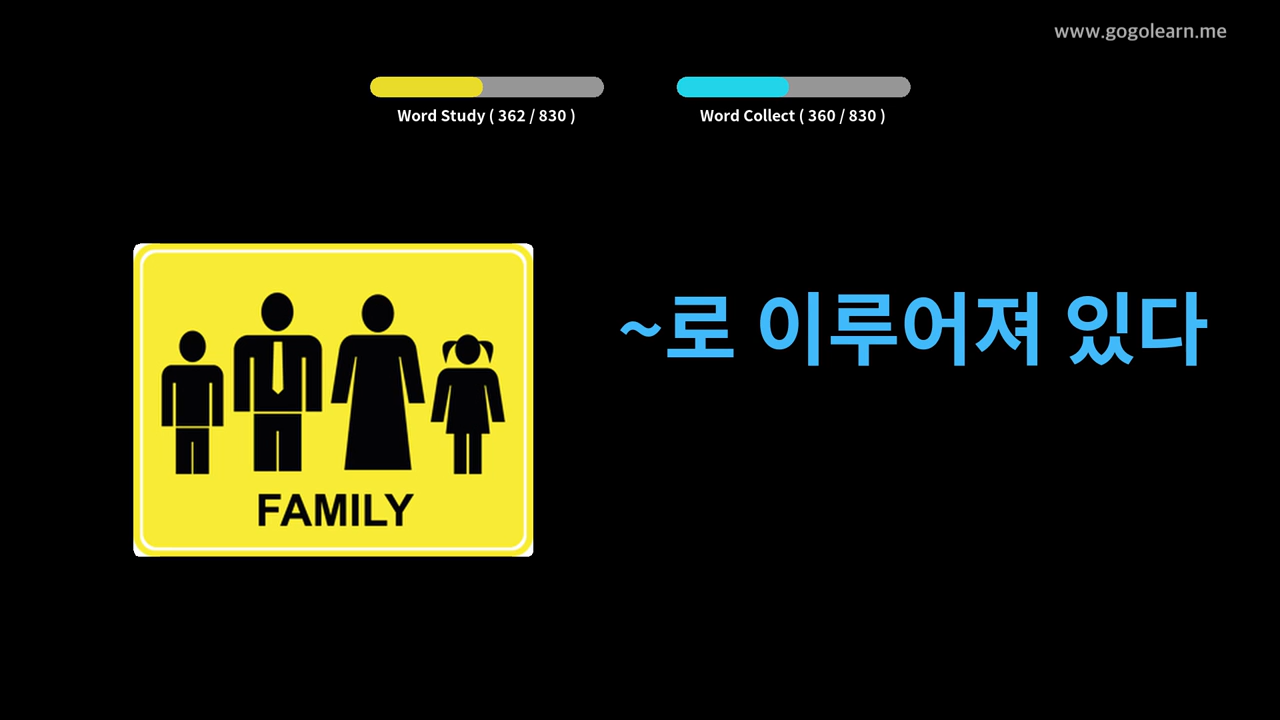 www.gogolearn.me
Word Study ( 362 / 830 )
Word Collect ( 360 / 830 )
~로 이루어져 있다
FAMILY